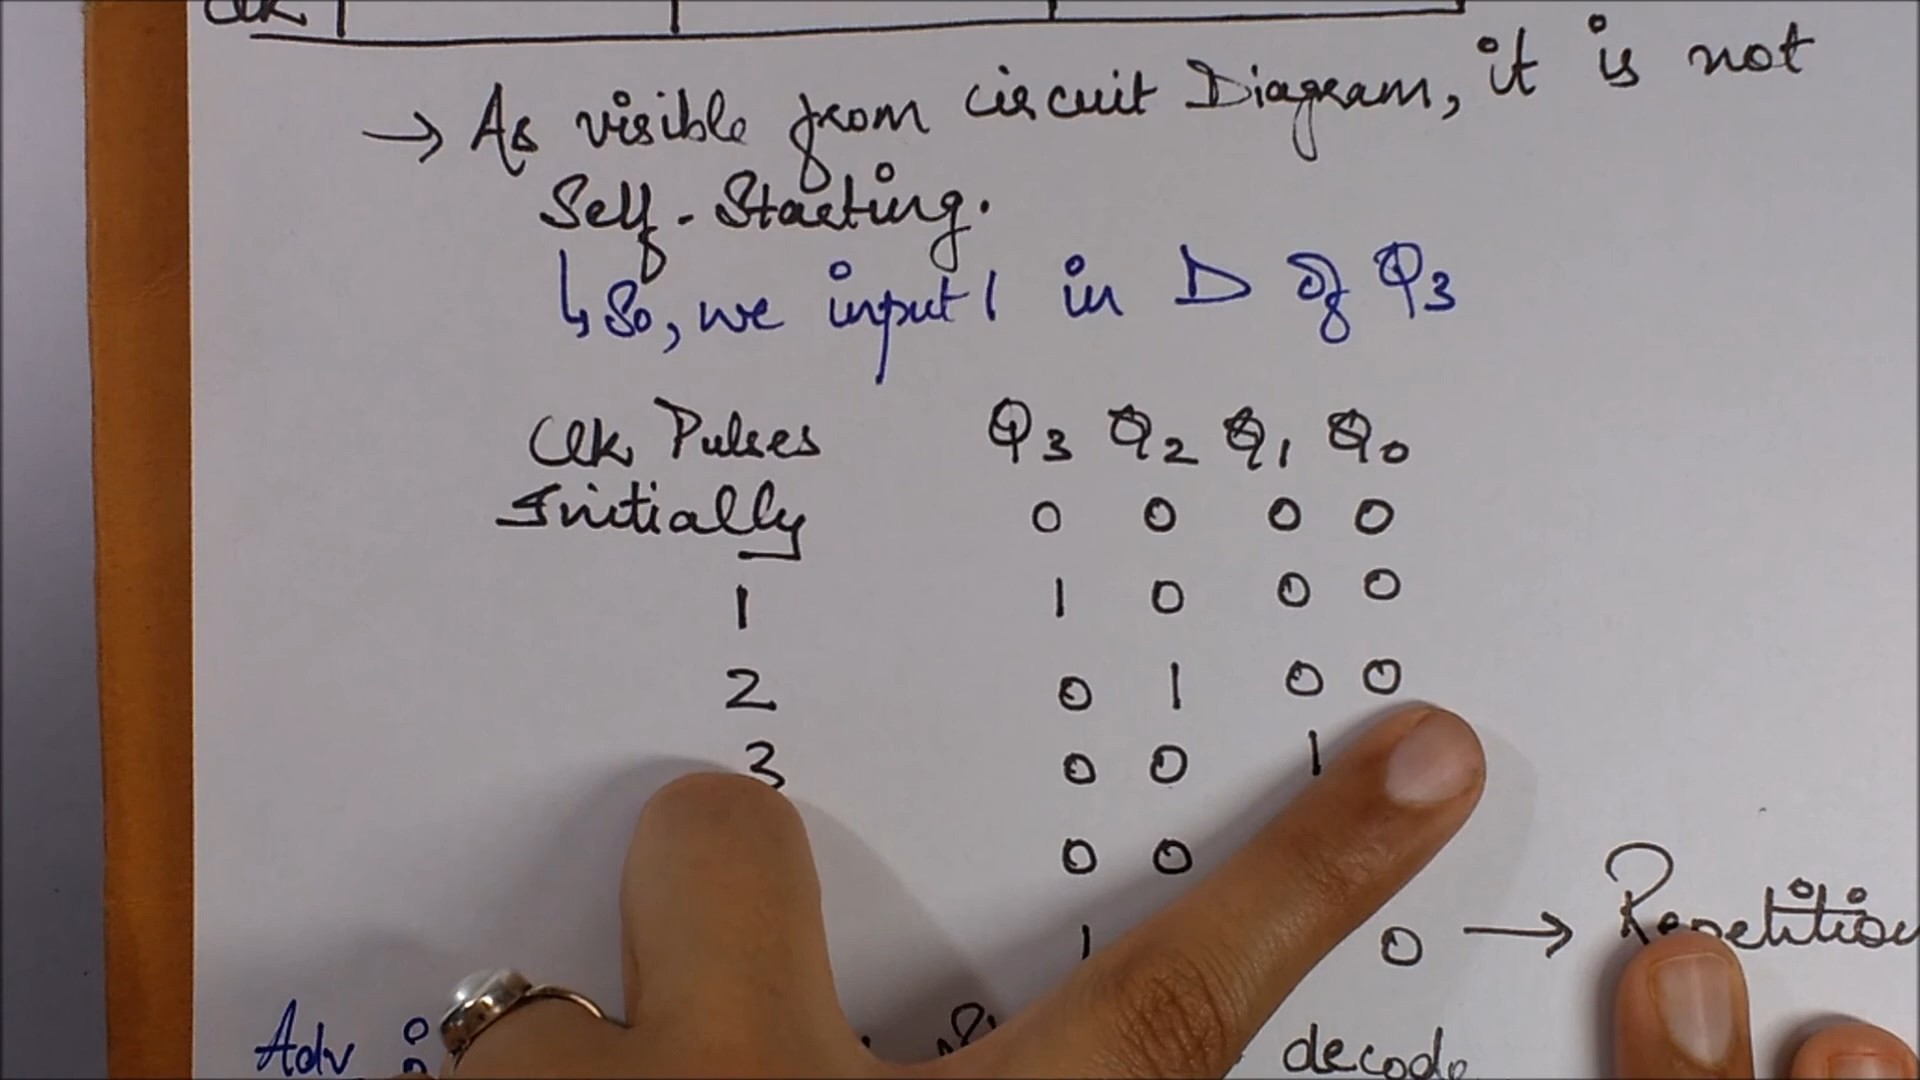 Clk
→ As visible from circuit Diagram, it is not
Self-Starting.
↳ So, we input 1 in D of Q3
Clk Pulses Q3 Q2 Q1 Q0
Initially 0 0 0 0
1 1 0 0 0
2 0 1 0 0
3 0 0 1
0 0
1 0 → Repetition
Adv : decode